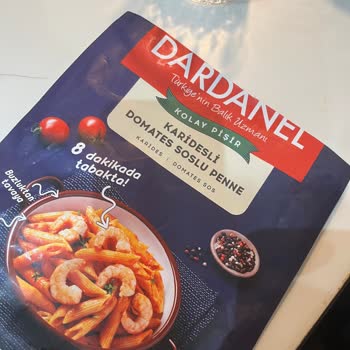 DARDANEL
Türkiye'nin Balık Uzmanı
KOLAY PİŞİR
KARİDESLİ
DOMATES SOSLU PENNE
KARİDES | DOMATES SOS
8 dakikada
tabakta!
Buzluktan
tavaya